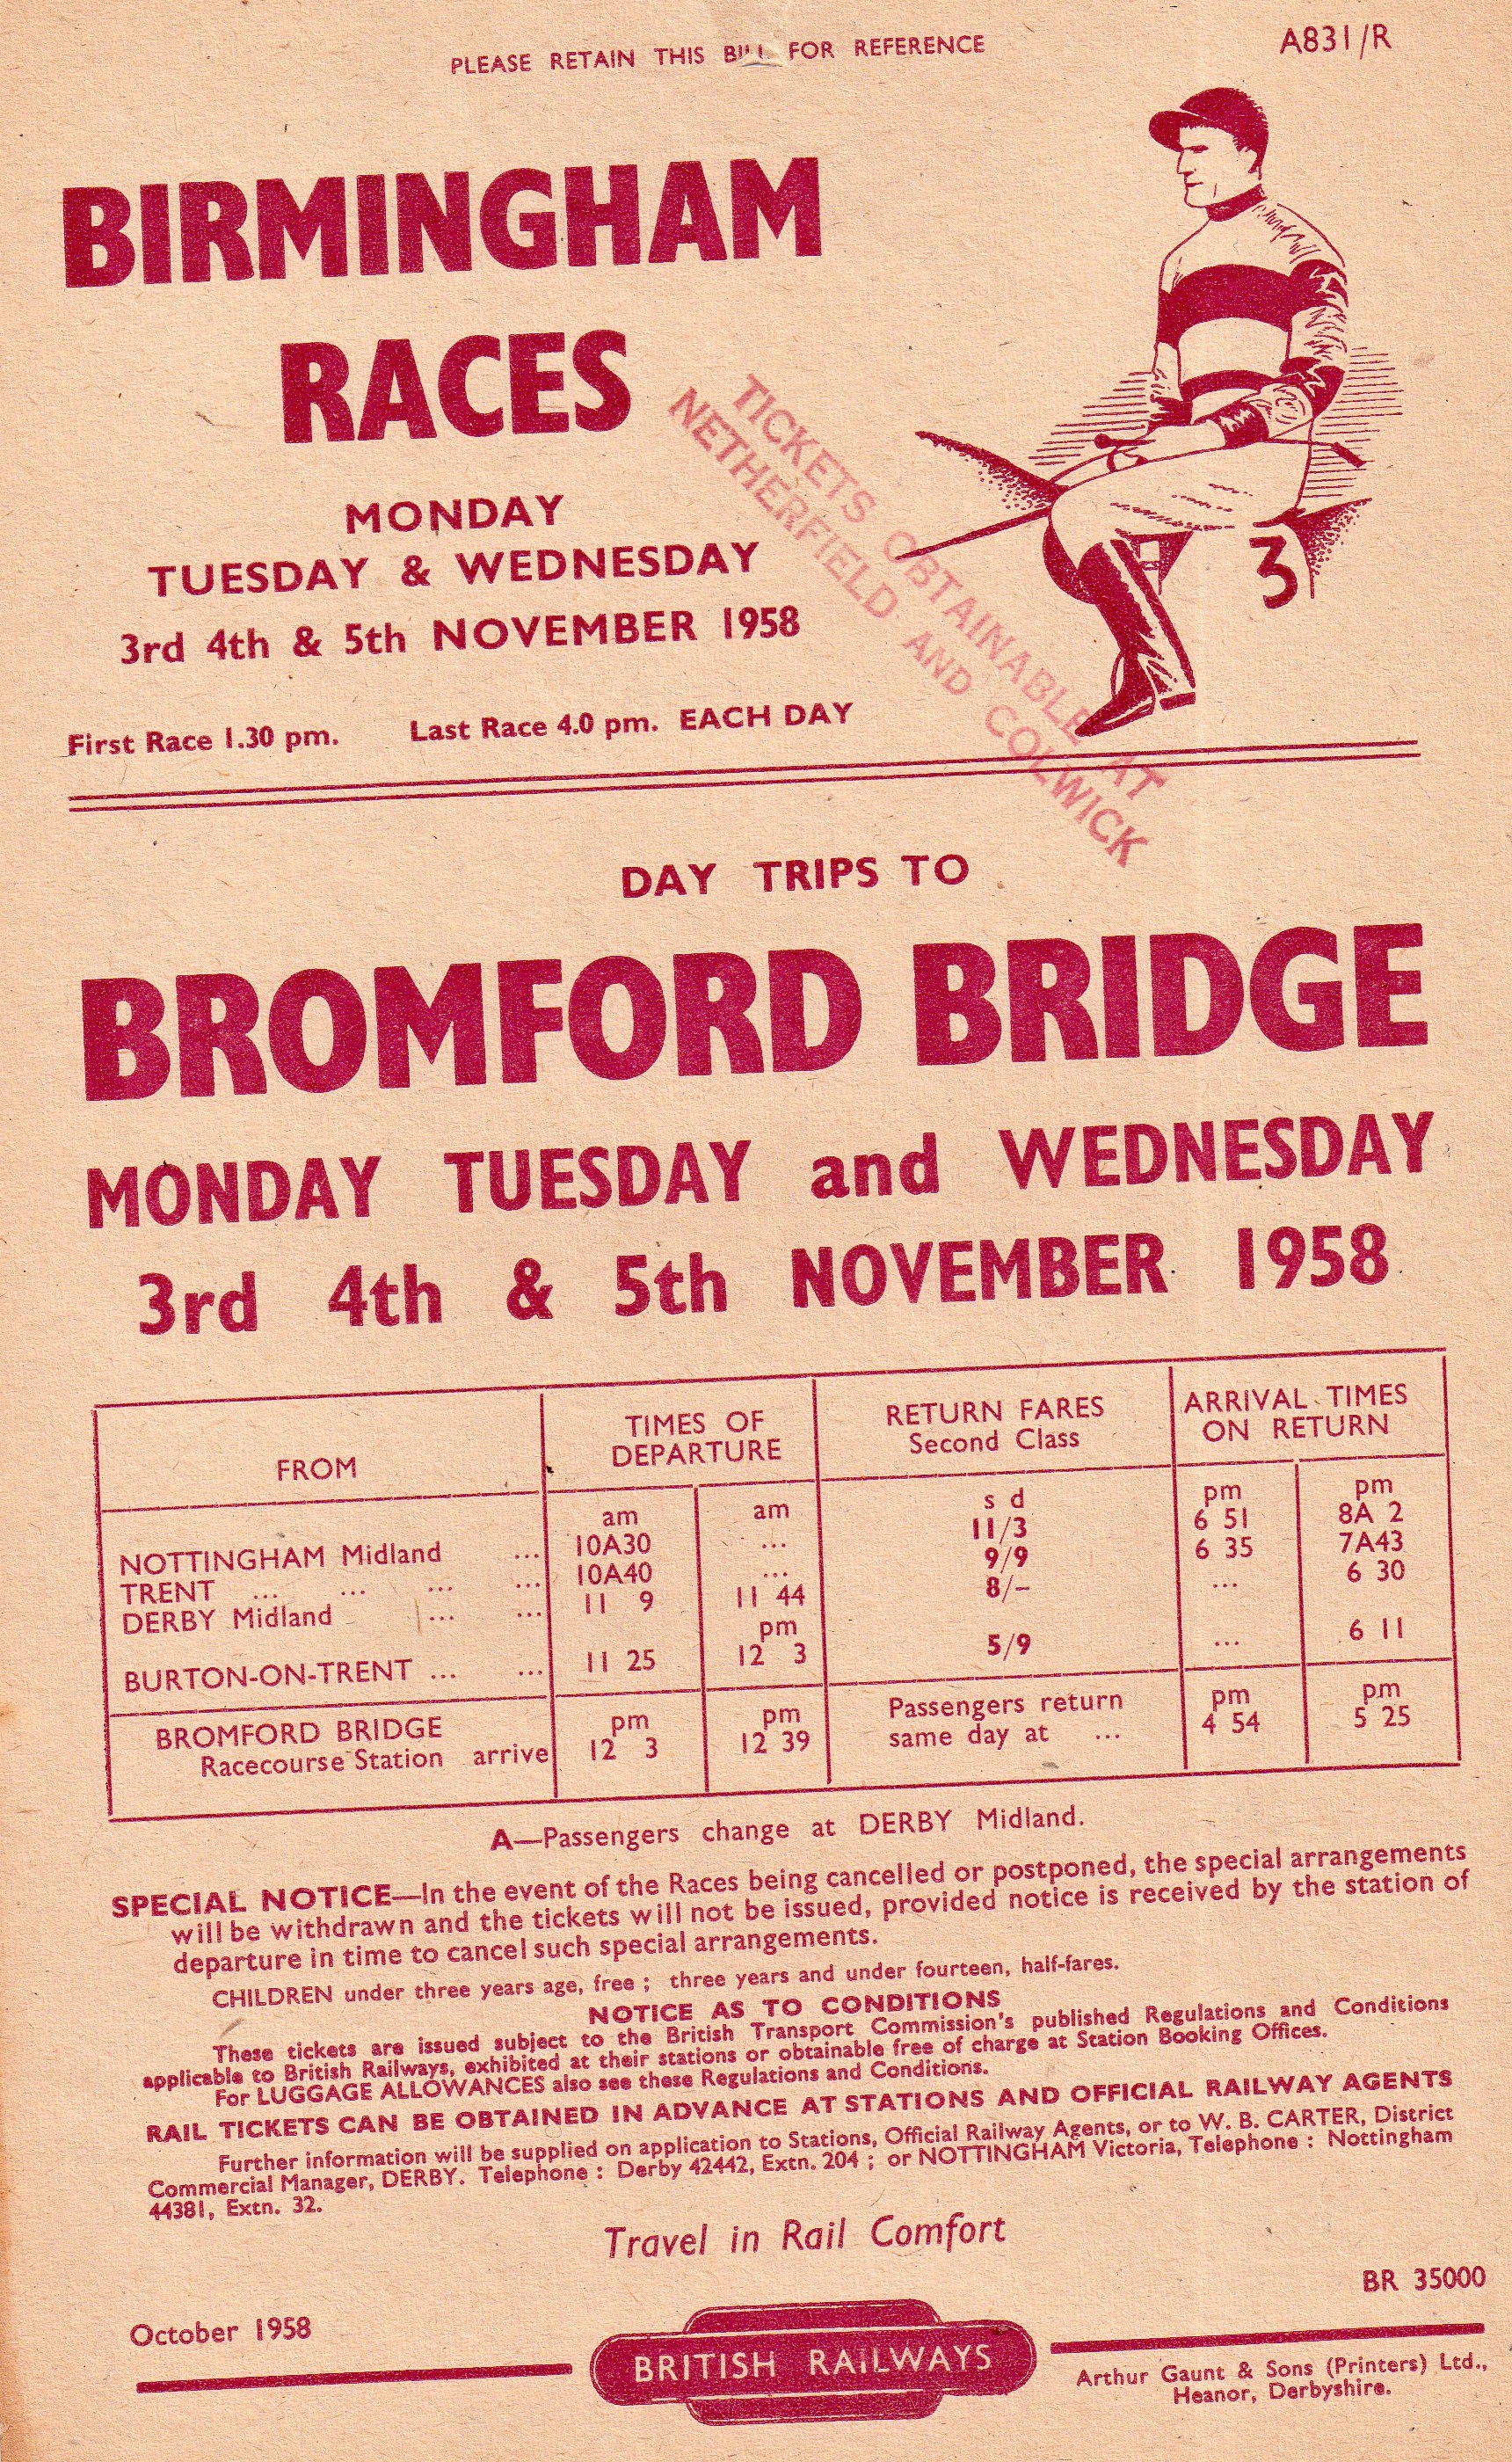 PLEASE RETAIN THIS BILL FOR REFERENCE
A831/R
BIRMINGHAM
RACES
MONDAY
TUESDAY & WEDNESDAY
3rd 4th & 5th NOVEMBER 1958
First Race 1.30 pm. Last Race 4.0 pm. EACH DAY
3
TICKETS OBTAINABLE AT
NETHERFIELD AND COLWICK
DAY TRIPS TO
BROMFORD BRIDGE
MONDAY TUESDAY and WEDNESDAY
3rd 4th & 5th NOVEMBER 1958
FROM
TIMES OF
DEPARTURE
RETURN FARES
Second Class
ARRIVAL TIMES
ON RETURN
am am s d pm pm
NOTTINGHAM Midland ... 10A30 ... 11/3 6 51 8A 2
TRENT ... ... ... ... 10A40 ... 9/9 6 35 7A43
DERBY Midland ... ... 11 9 11 44 8/- ... 6 30
pm
BURTON-ON-TRENT ... ... 11 25 12 3 5/9 ... 6 11
BROMFORD BRIDGE pm pm Passengers return pm pm
Racecourse Station arrive 12 3 12 39 same day at ... 4 54 5 25
A—Passengers change at DERBY Midland.
SPECIAL NOTICE—In the event of the Races being cancelled or postponed, the special arrangements
will be withdrawn and the tickets will not be issued, provided notice is received by the station of
departure in time to cancel such special arrangements.
CHILDREN under three years age, free ; three years and under fourteen, half-fares.
NOTICE AS TO CONDITIONS
These tickets are issued subject to the British Transport Commission's published Regulations and Conditions
applicable to British Railways, exhibited at their stations or obtainable free of charge at Station Booking Offices.
For LUGGAGE ALLOWANCES also see these Regulations and Conditions.
RAIL TICKETS CAN BE OBTAINED IN ADVANCE AT STATIONS AND OFFICIAL RAILWAY AGENTS
Further information will be supplied on application to Stations, Official Railway Agents, or to W. B. CARTER, District
Commercial Manager, DERBY. Telephone : Derby 42442, Extn. 204 ; or NOTTINGHAM Victoria, Telephone : Nottingham
44381, Extn. 32.
Travel in Rail Comfort
BR 35000
October 1958
BRITISH RAILWAYS
Arthur Gaunt & Sons (Printers) Ltd.,
Heanor, Derbyshire.